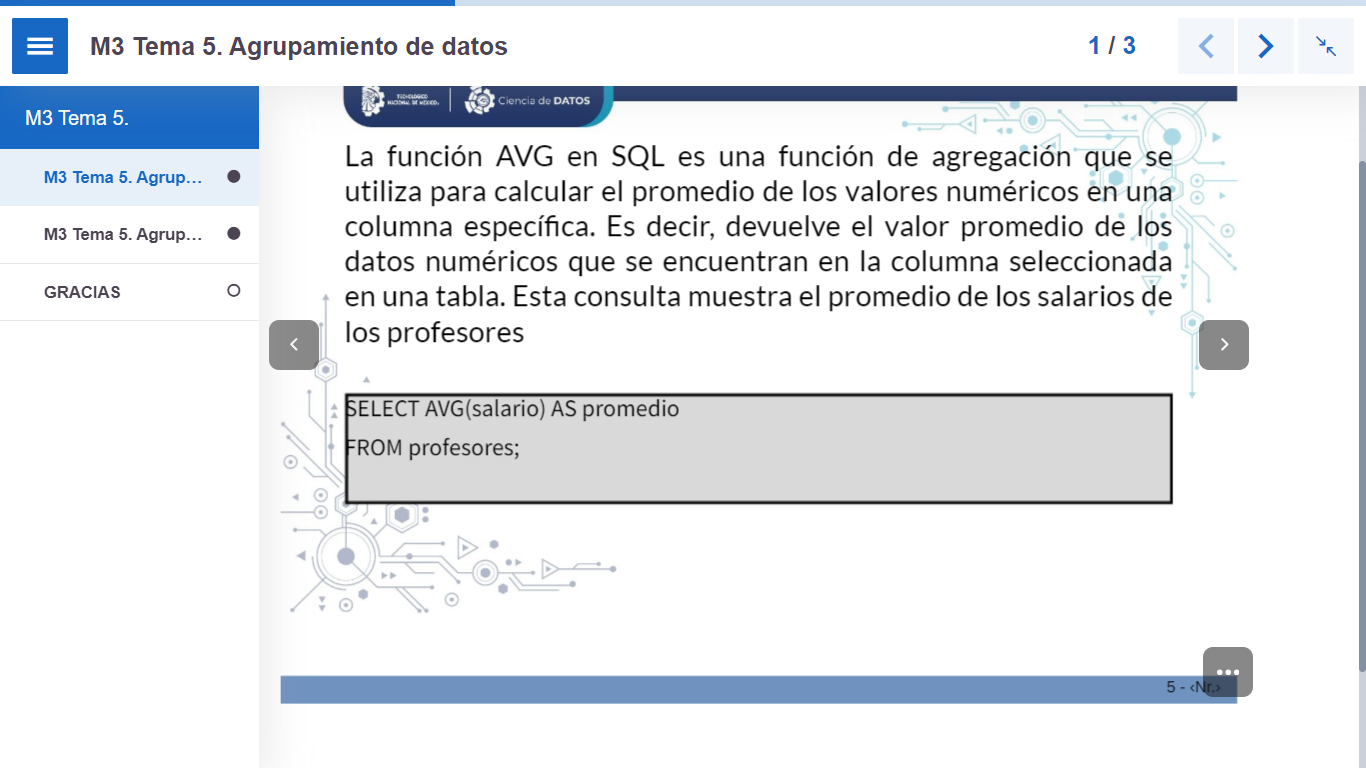 M3 Tema 5. Agrupamiento de datos
1 / 3
M3 Tema 5.
M3 Tema 5. Agrup...
M3 Tema 5. Agrup...
GRACIAS
TECNOLÓGICO
NACIONAL DE MÉXICO
Ciencia de DATOS
La función AVG en SQL es una función de agregación que se
utiliza para calcular el promedio de los valores numéricos en una
columna específica. Es decir, devuelve el valor promedio de los
datos numéricos que se encuentran en la columna seleccionada
en una tabla. Esta consulta muestra el promedio de los salarios de
los profesores
SELECT AVG(salario) AS promedio
FROM profesores;
5 - ‹Nr.›